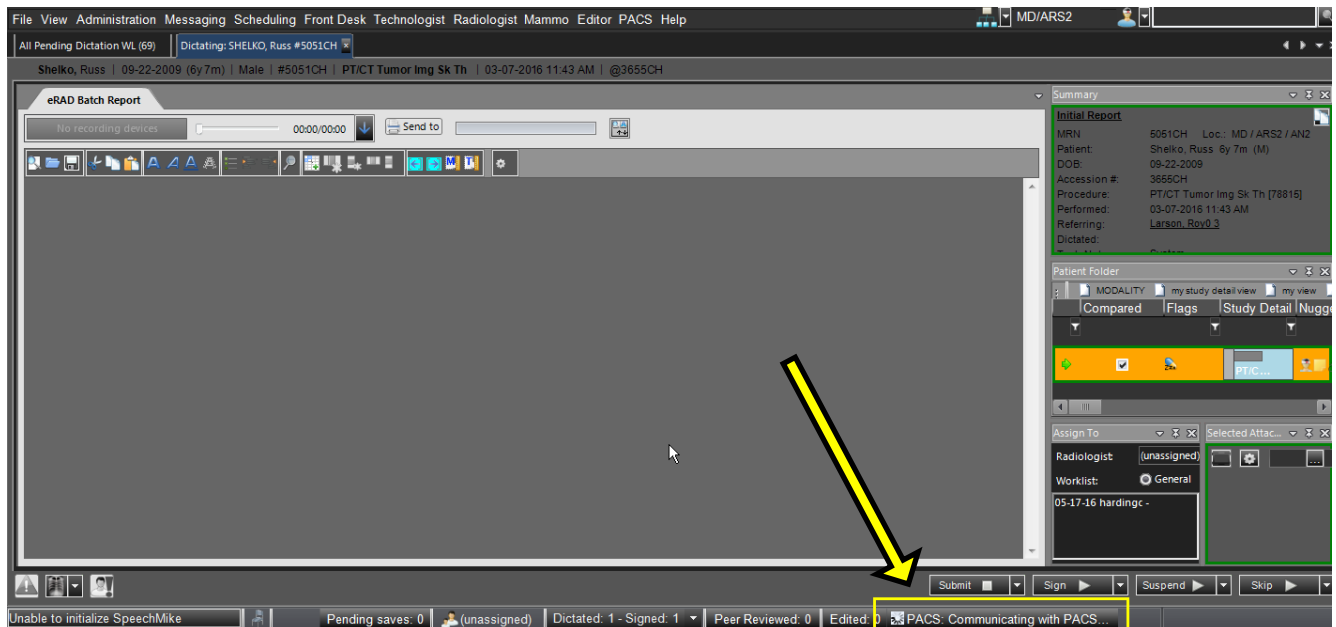 File View Administration Messaging Scheduling Front Desk Technologist Radiologist Mammo Editor PACS Help MD/ARS2
All Pending Dictation WL (69) Dictating: SHELKO, Russ #5051CH
Shelko, Russ | 09-22-2009 (6y7m) | Male | #5051CH | PT/CT Tumor Img Sk Th | 03-07-2016 11:43 AM | @3655CH
eRAD Batch Report
No recording devices 00:00/00:00 Send to
Summary
Initial Report
MRN 5051CH Loc.: MD / ARS2 / AN2
Patient: Shelko, Russ 6y 7m (M)
DOB: 09-22-2009
Accession #: 3655CH
Procedure: PT/CT Tumor Img Sk Th [78815]
Performed: 03-07-2016 11:43 AM
Referring: Larson, Roy0 3
Dictated:
Patient Folder
MODALITY my study detail view my view
Compared Flags Study Detail Nugge
PT/C...
Assign To
Radiologist: (unassigned)
Worklist: General
05-17-16 hardingc -
Selected Attac...
Submit Sign Suspend Skip
Unable to initialize SpeechMike Pending saves: 0 (unassigned) Dictated: 1 - Signed: 1 Peer Reviewed: 0 Edited: 0 PACS: Communicating with PACS...